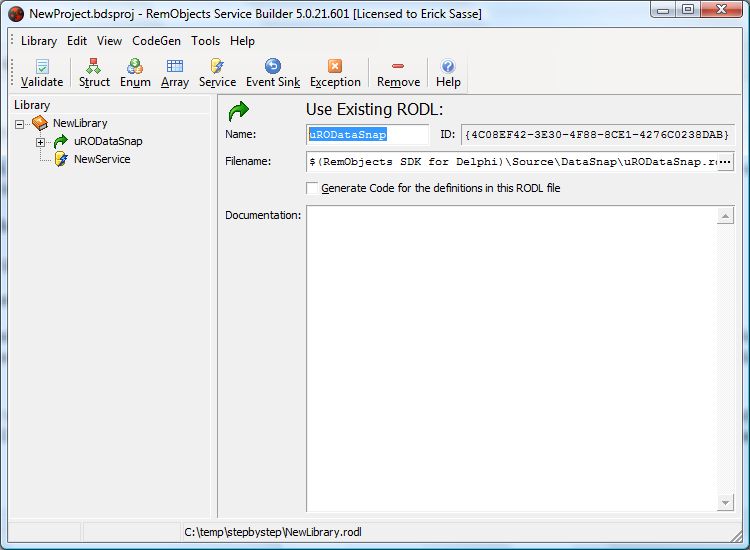 NewProject.bdsproj - RemObjects Service Builder 5.0.21.601 [Licensed to Erick Sasse]
Library Edit View CodeGen Tools Help
Validate Struct Enum Array Service Event Sink Exception Remove Help
Library
NewLibrary
uRODataSnap
NewService
Use Existing RODL:
Name: uRODataSnap ID: {4C08EF42-3E30-4F88-8CE1-4276C0238DAB}
Filename: $(RemObjects SDK for Delphi)\Source\DataSnap\uRODataSnap.r ...
Generate Code for the definitions in this RODL file
Documentation:
C:\temp\stepbystep\NewLibrary.rodl